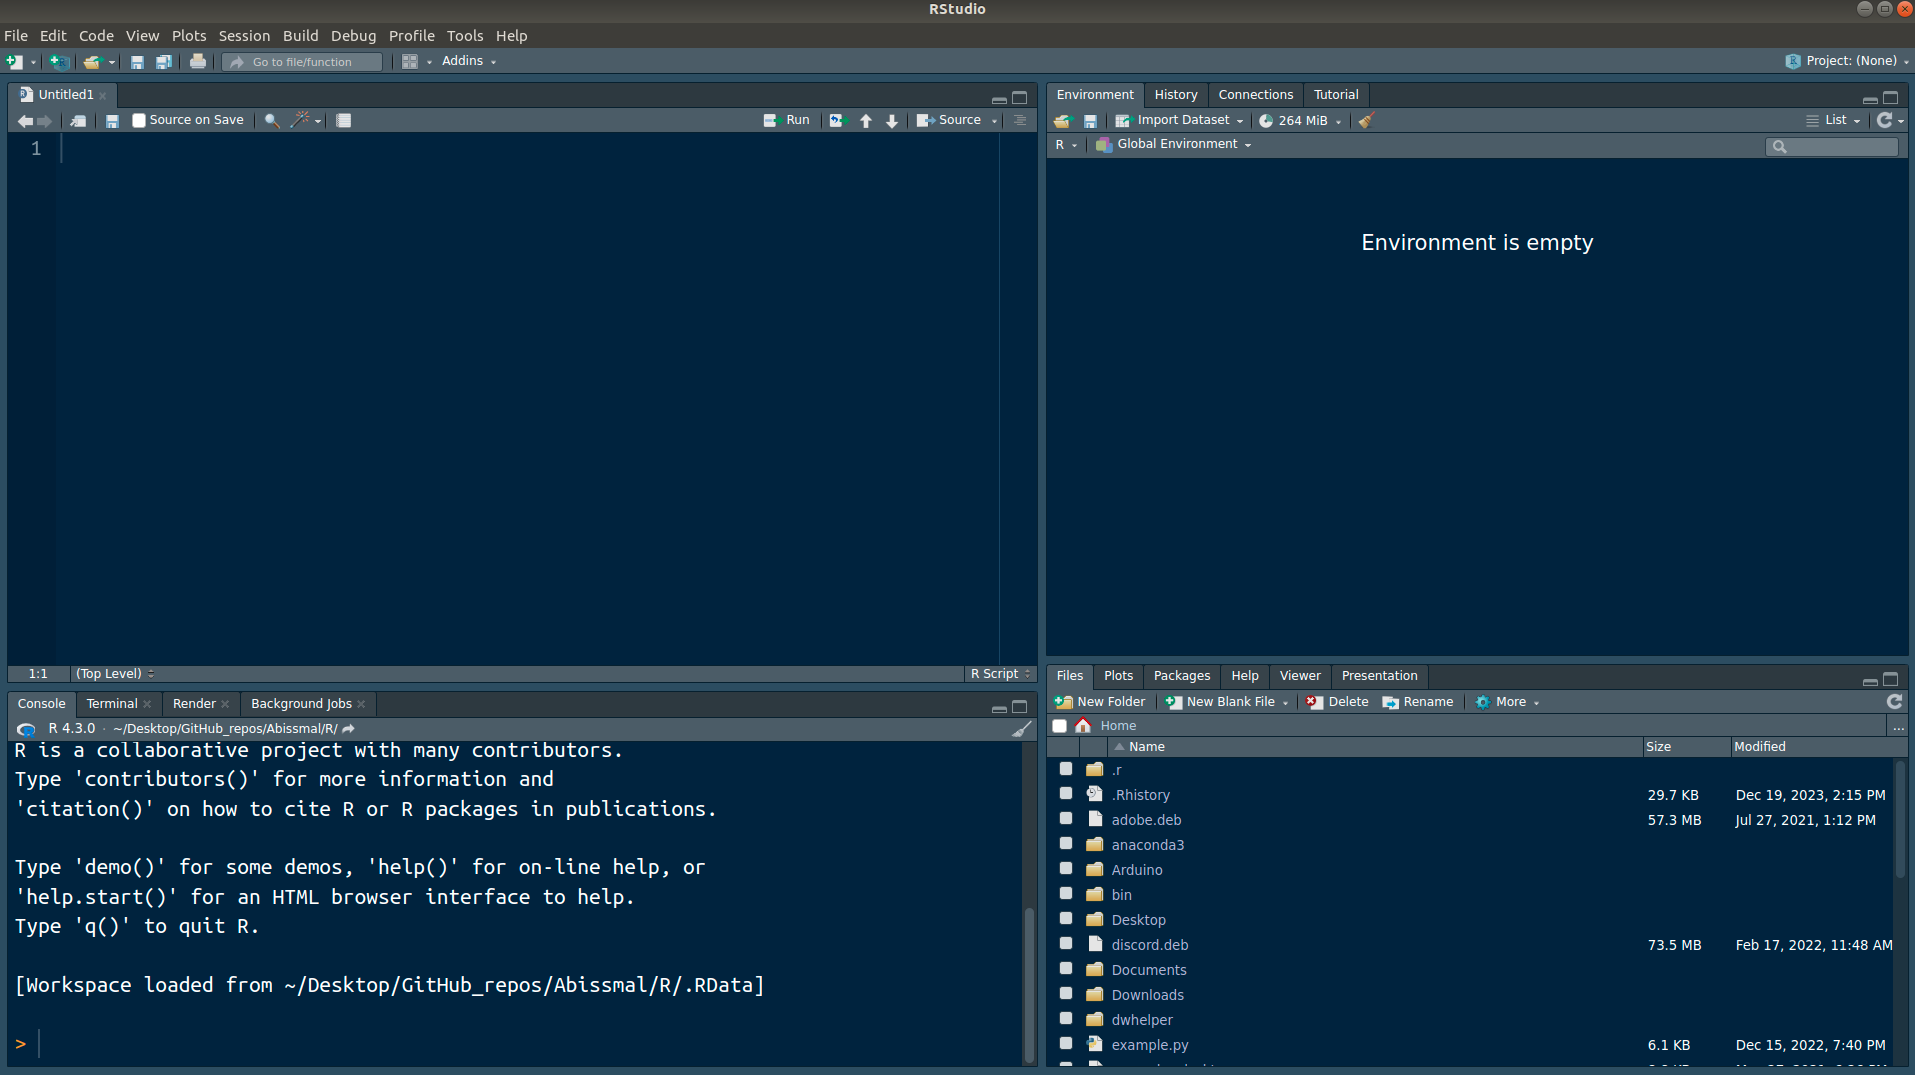 RStudio
File Edit Code View Plots Session Build Debug Profile Tools Help
Go to file/function Addins Project: (None)
Untitled1
Source on Save Run Source
1
1:1 (Top Level) R Script
Console Terminal Render Background Jobs
R 4.3.0 · ~/Desktop/GitHub_repos/Abissmal/R/
R is a collaborative project with many contributors.
Type 'contributors()' for more information and
'citation()' on how to cite R or R packages in publications.
Type 'demo()' for some demos, 'help()' for on-line help, or
'help.start()' for an HTML browser interface to help.
Type 'q()' to quit R.
[Workspace loaded from ~/Desktop/GitHub_repos/Abissmal/R/.RData]
>
Environment History Connections Tutorial
Import Dataset 264 MiB List
R Global Environment
Environment is empty
Files Plots Packages Help Viewer Presentation
New Folder New Blank File Delete Rename More
Home ...
Name Size Modified
.r
.Rhistory 29.7 KB Dec 19, 2023, 2:15 PM
adobe.deb 57.3 MB Jul 27, 2021, 1:12 PM
anaconda3
Arduino
bin
Desktop
discord.deb 73.5 MB Feb 17, 2022, 11:48 AM
Documents
Downloads
dwhelper
example.py 6.1 KB Dec 15, 2022, 7:40 PM